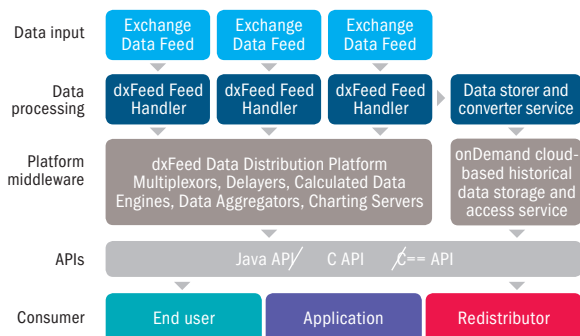 Data input
Exchange
Data Feed
Exchange
Data Feed
Exchange
Data Feed
Data
processing
dxFeed Feed
Handler
dxFeed Feed
Handler
dxFeed Feed
Handler
Data storer and
converter service
Platform
middleware
dxFeed Data Distribution Platform
Multiplexors, Delayers, Calculated Data
Engines, Data Aggregators, Charting Servers
onDemand cloud-
based historical
data storage and
access service
APIs
Java API/ C API /C== API
Consumer
End user
Application
Redistributor